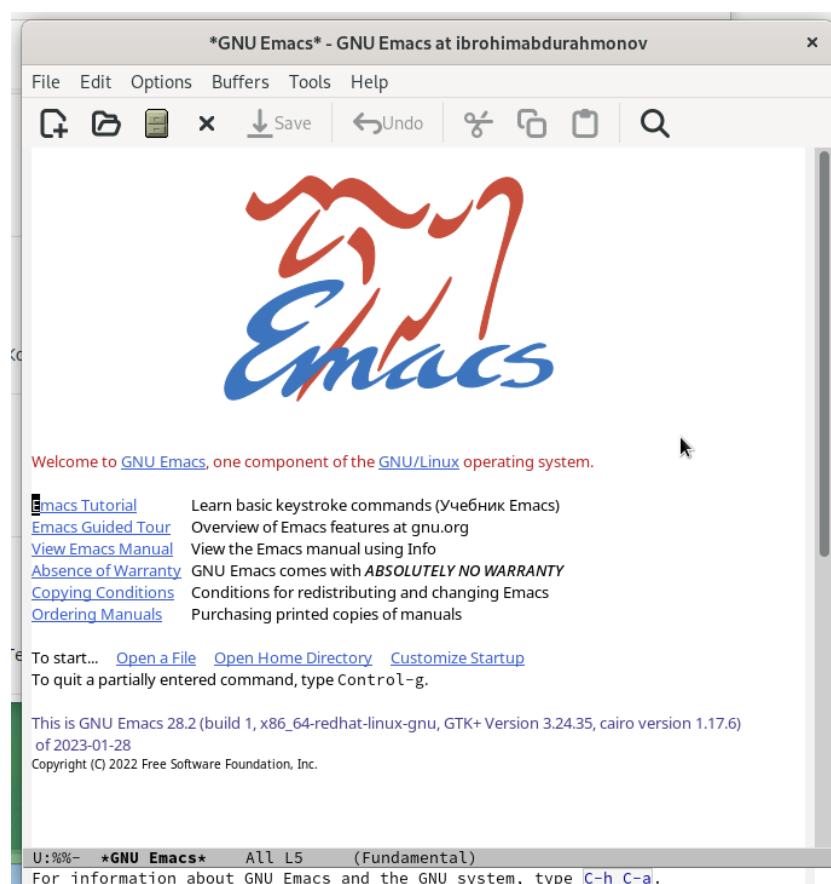 *GNU Emacs* - GNU Emacs at ibrohimabdurahmonov
File Edit Options Buffers Tools Help
Save Undo
Emacs
Welcome to GNU Emacs, one component of the GNU/Linux operating system.
Emacs Tutorial Learn basic keystroke commands (Учебник Emacs)
Emacs Guided Tour Overview of Emacs features at gnu.org
View Emacs Manual View the Emacs manual using Info
Absence of Warranty GNU Emacs comes with ABSOLUTELY NO WARRANTY
Copying Conditions Conditions for redistributing and changing Emacs
Ordering Manuals Purchasing printed copies of manuals
To start... Open a File Open Home Directory Customize Startup
To quit a partially entered command, type Control-g.
This is GNU Emacs 28.2 (build 1, x86_64-redhat-linux-gnu, GTK+ Version 3.24.35, cairo version 1.17.6)
of 2023-01-28
Copyright (C) 2022 Free Software Foundation, Inc.
U:%%- *GNU Emacs* All L5 (Fundamental)
For information about GNU Emacs and the GNU system, type C-h C-a.